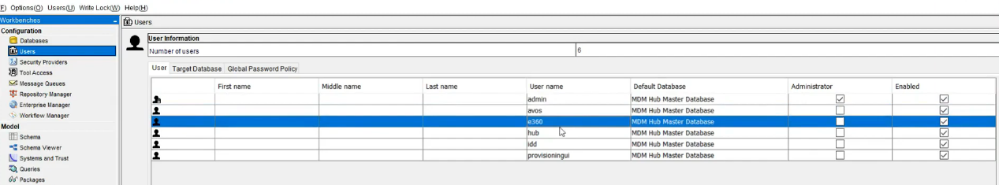 F) Options(O) Users(U) Write Lock(W) Help(H)
Workbenches
Users
Configuration
Databases
Users
Security Providers
Tool Access
Message Queues
Repository Manager
Enterprise Manager
Workflow Manager
Model
Schema
Schema Viewer
Systems and Trust
Queries
Packages
User Information
Number of users 6
User Target Database Global Password Policy
First name Middle name Last name User name Default Database Administrator Enabled
admin MDM Hub Master Database
avos MDM Hub Master Database
e360 MDM Hub Master Database
hub MDM Hub Master Database
idd MDM Hub Master Database
provisioningui MDM Hub Master Database